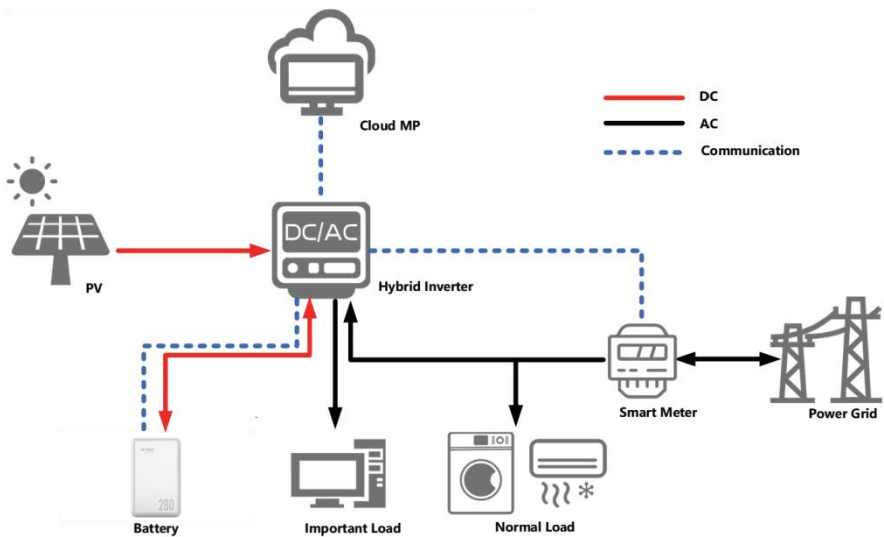 Cloud MP
DC
AC
Communication
DC/AC
PV
Hybrid Inverter
Smart Meter
Power Grid
280
Battery
Important Load
Normal Load